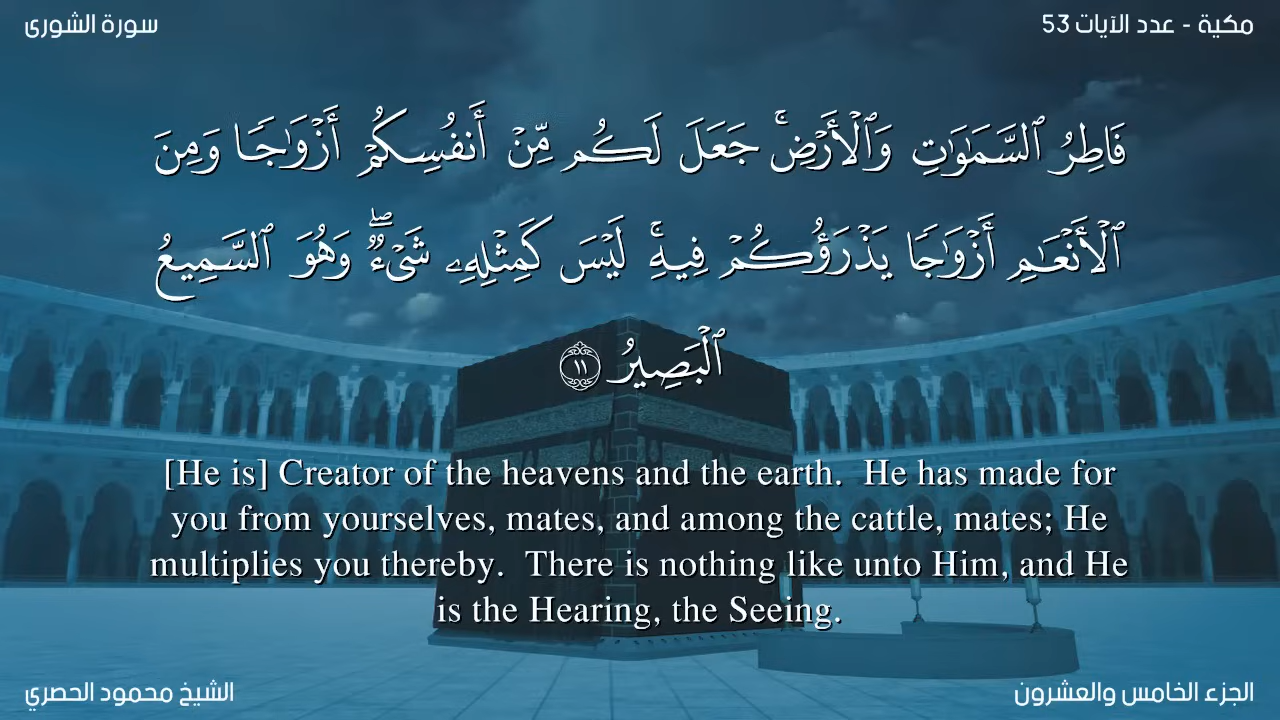 سورة الشورى
مكية - عدد الآيات 53
فَاطِرُ ٱلسَّمَـٰوَٰتِ وَٱلْأَرْضِ ۚ جَعَلَ لَكُم مِّنْ أَنفُسِكُمْ أَزْوَٰجًا وَمِنَ
ٱلْأَنْعَـٰمِ أَزْوَٰجًا يَذْرَؤُكُمْ فِيهِ ۚ لَيْسَ كَمِثْلِهِۦ شَىْءٌ ۖ وَهُوَ ٱلسَّمِيعُ
ٱلْبَصِيرُ ١١
[He is] Creator of the heavens and the earth.  He has made for
you from yourselves, mates, and among the cattle, mates; He
multiplies you thereby.  There is nothing like unto Him, and He
is the Hearing, the Seeing.
الشيخ محمود الحصري
الجزء الخامس والعشرون